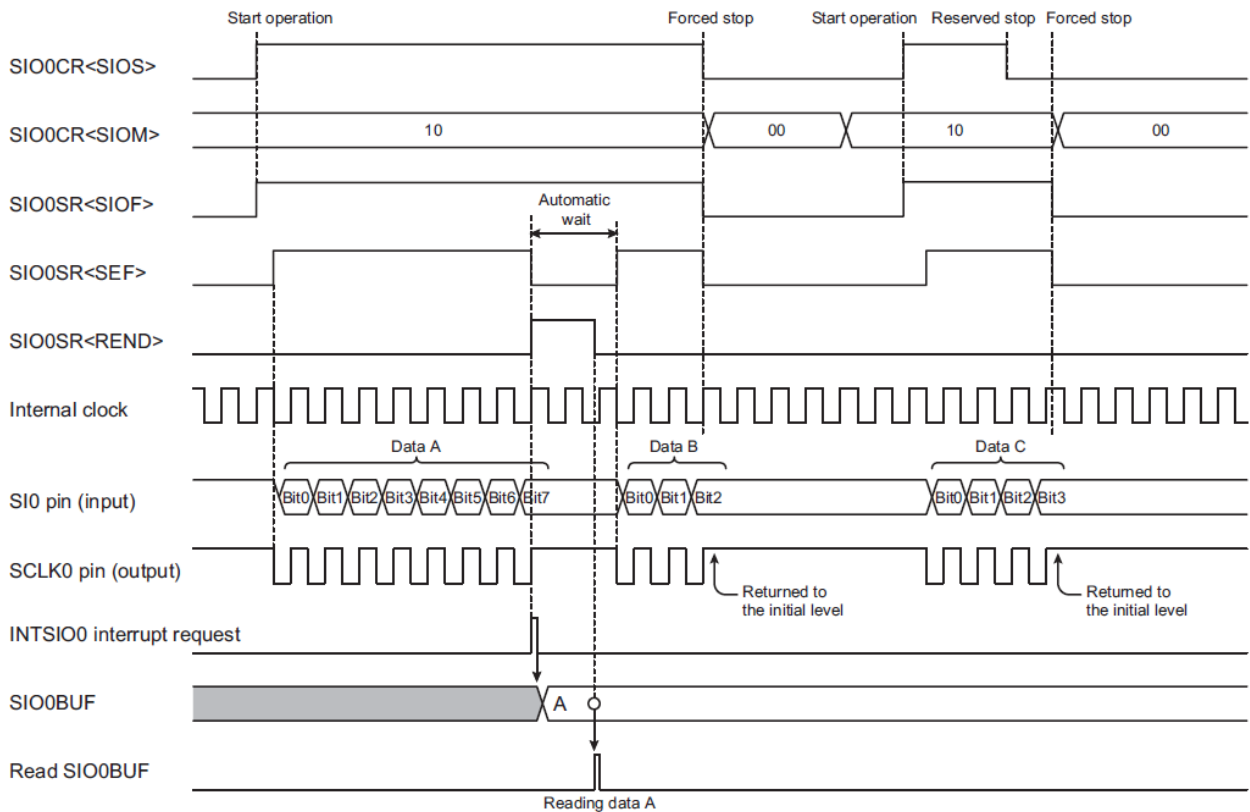 Start operation Forced stop Start operation Reserved stop Forced stop
SIO0CR<SIOS>
SIO0CR<SIOM> 10 00 10 00
SIO0SR<SIOF>
Automatic
wait
SIO0SR<SEF>
SIO0SR<REND>
Internal clock
Data A Data B Data C
SI0 pin (input) Bit0 Bit1 Bit2 Bit3 Bit4 Bit5 Bit6 Bit7 Bit0 Bit1 Bit2 Bit0 Bit1 Bit2 Bit3
SCLK0 pin (output)
Returned to Returned to
the initial level the initial level
INTSIO0 interrupt request
SIO0BUF A
Read SIO0BUF
Reading data A